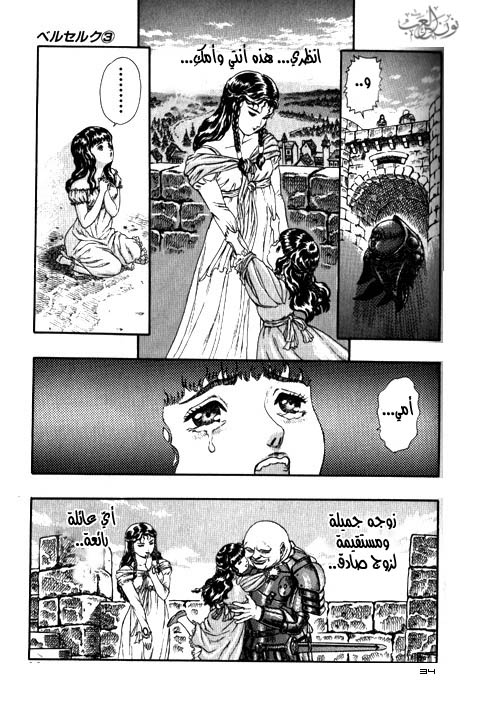 ベルセルク③
نون العرب
و..
انظري... هذه أنتي وأمك...
........
أمي...
زوجه جميلة
ومستقيمة
لزوج صادق..
أي عائلة
رائعة..
34